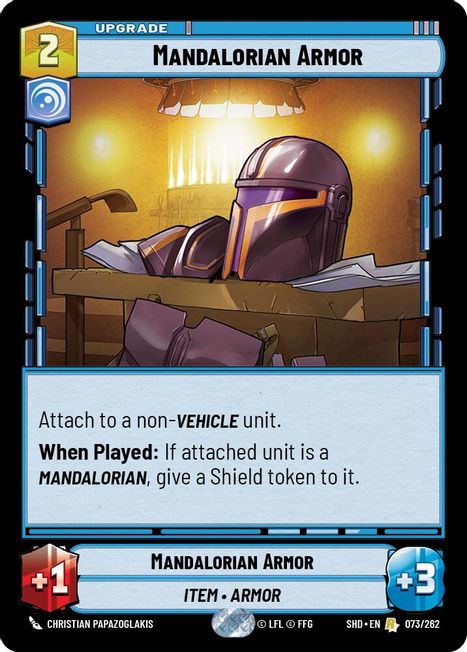 UPGRADE
2
MANDALORIAN ARMOR
Attach to a non-VEHICLE unit.
When Played: If attached unit is a
MANDALORIAN, give a Shield token to it.
+1
MANDALORIAN ARMOR
+3
ITEM • ARMOR
CHRISTIAN PAPAZOGLAKIS
© LFL © FFG
SHD • EN
R
073/262